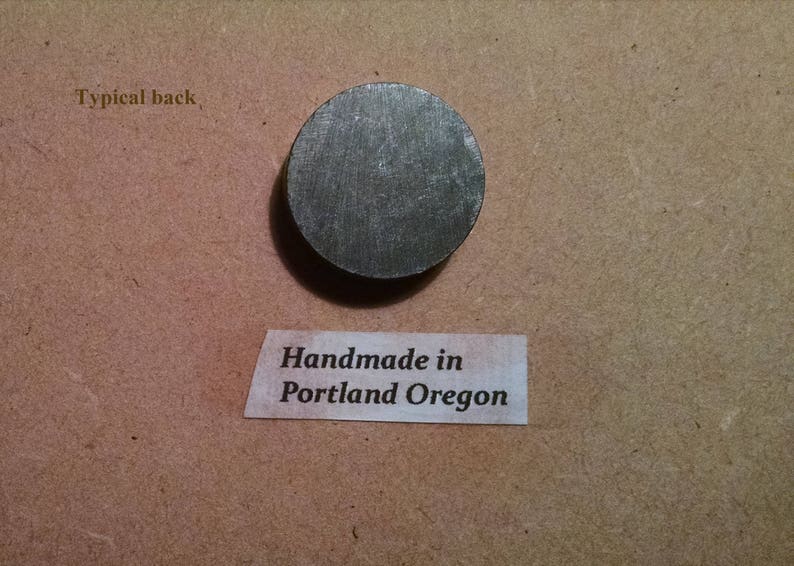 Typical back
Handmade in
Portland Oregon